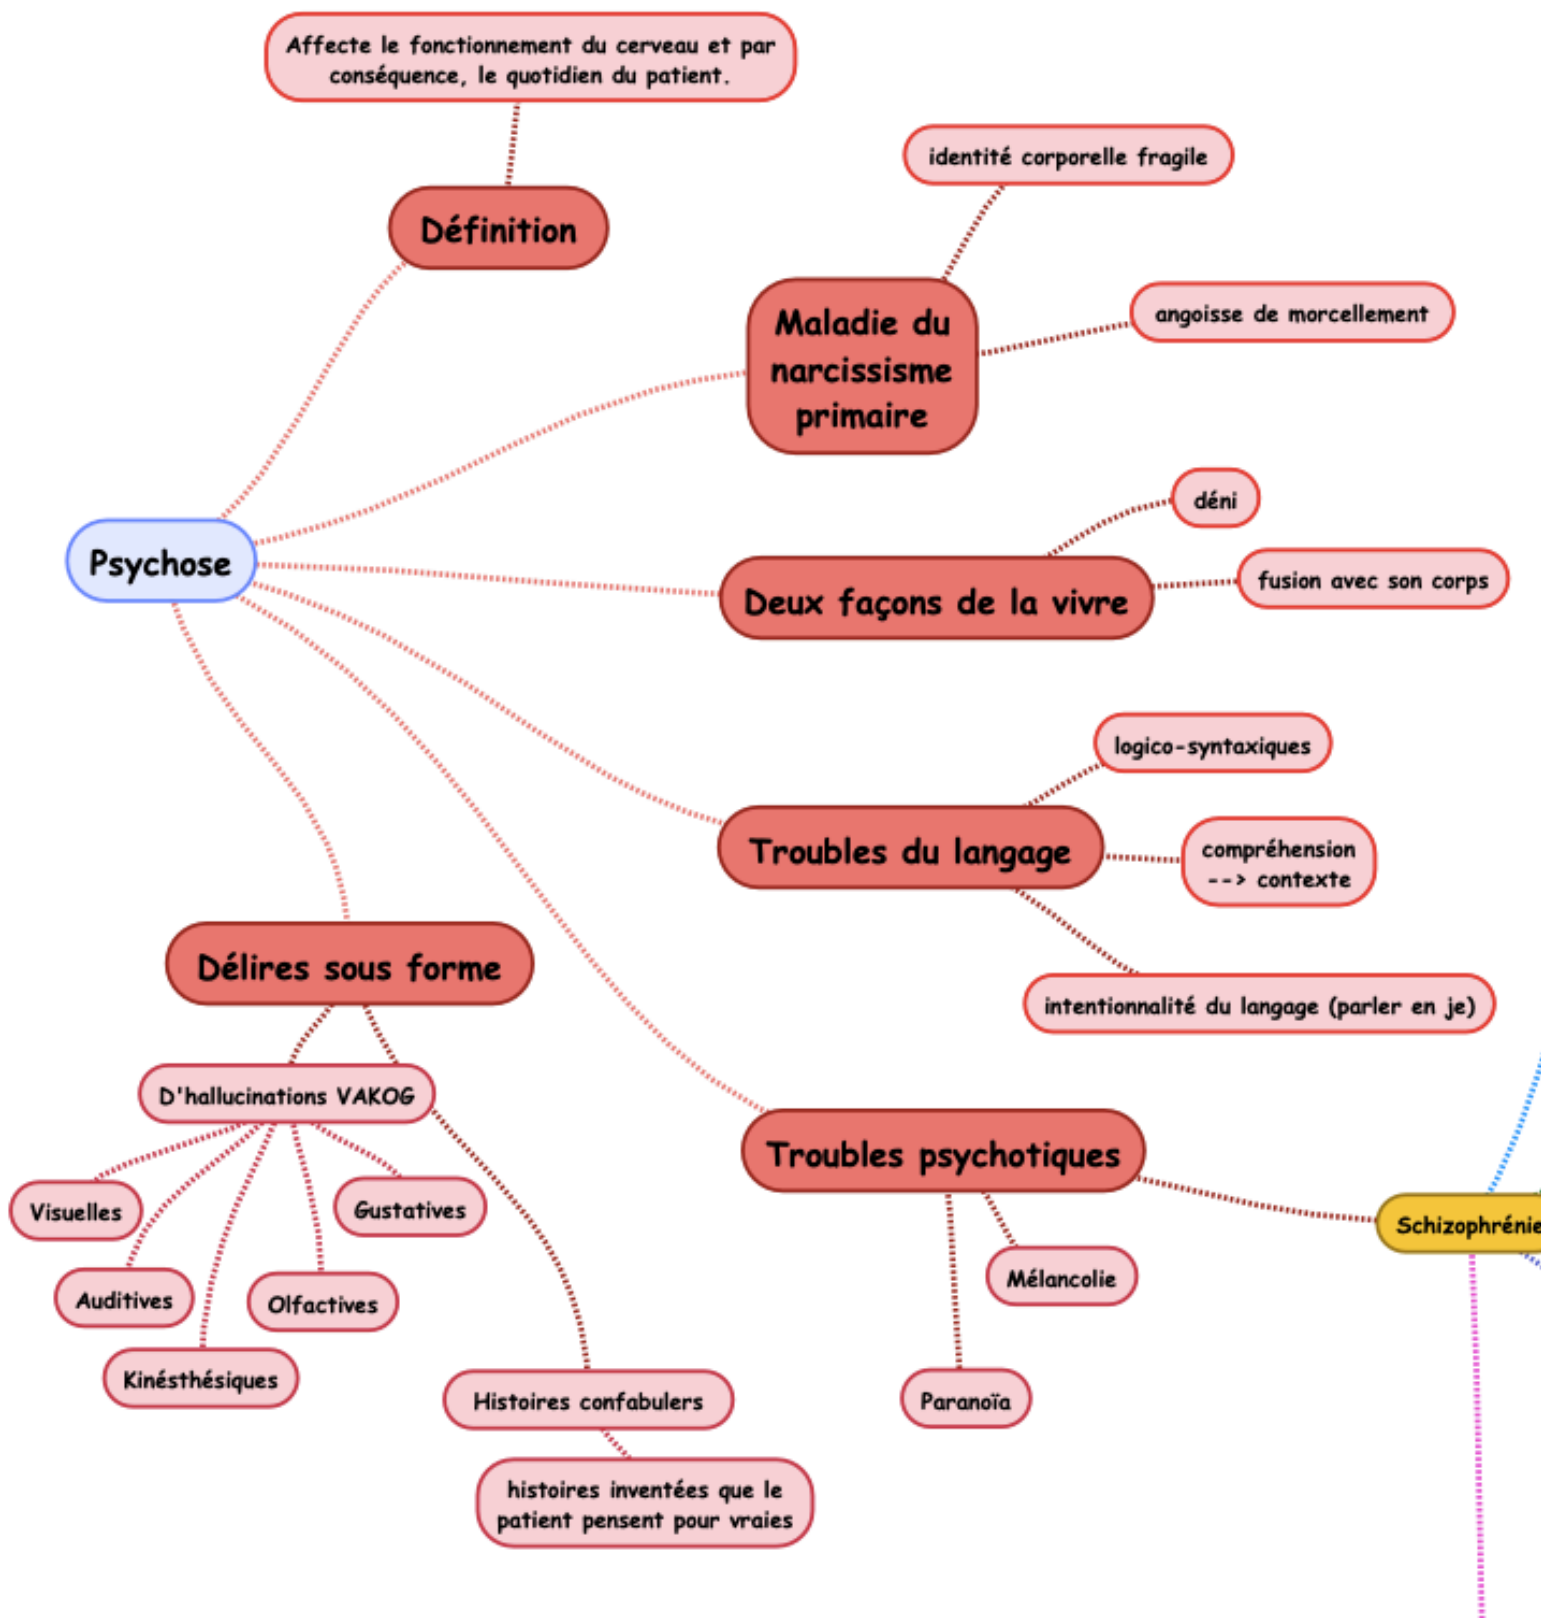 Affecte le fonctionnement du cerveau et par
conséquence, le quotidien du patient.
Définition
identité corporelle fragile
Maladie du
narcissisme
primaire
angoisse de morcellement
Psychose
déni
Deux façons de la vivre
fusion avec son corps
logico-syntaxiques
Troubles du langage
compréhension
--> contexte
intentionnalité du langage (parler en je)
Délires sous forme
D'hallucinations VAKOG
Visuelles
Gustatives
Auditives
Olfactives
Kinésthésiques
Histoires confabulers
histoires inventées que le
patient pensent pour vraies
Troubles psychotiques
Mélancolie
Paranoïa
Schizophrénie